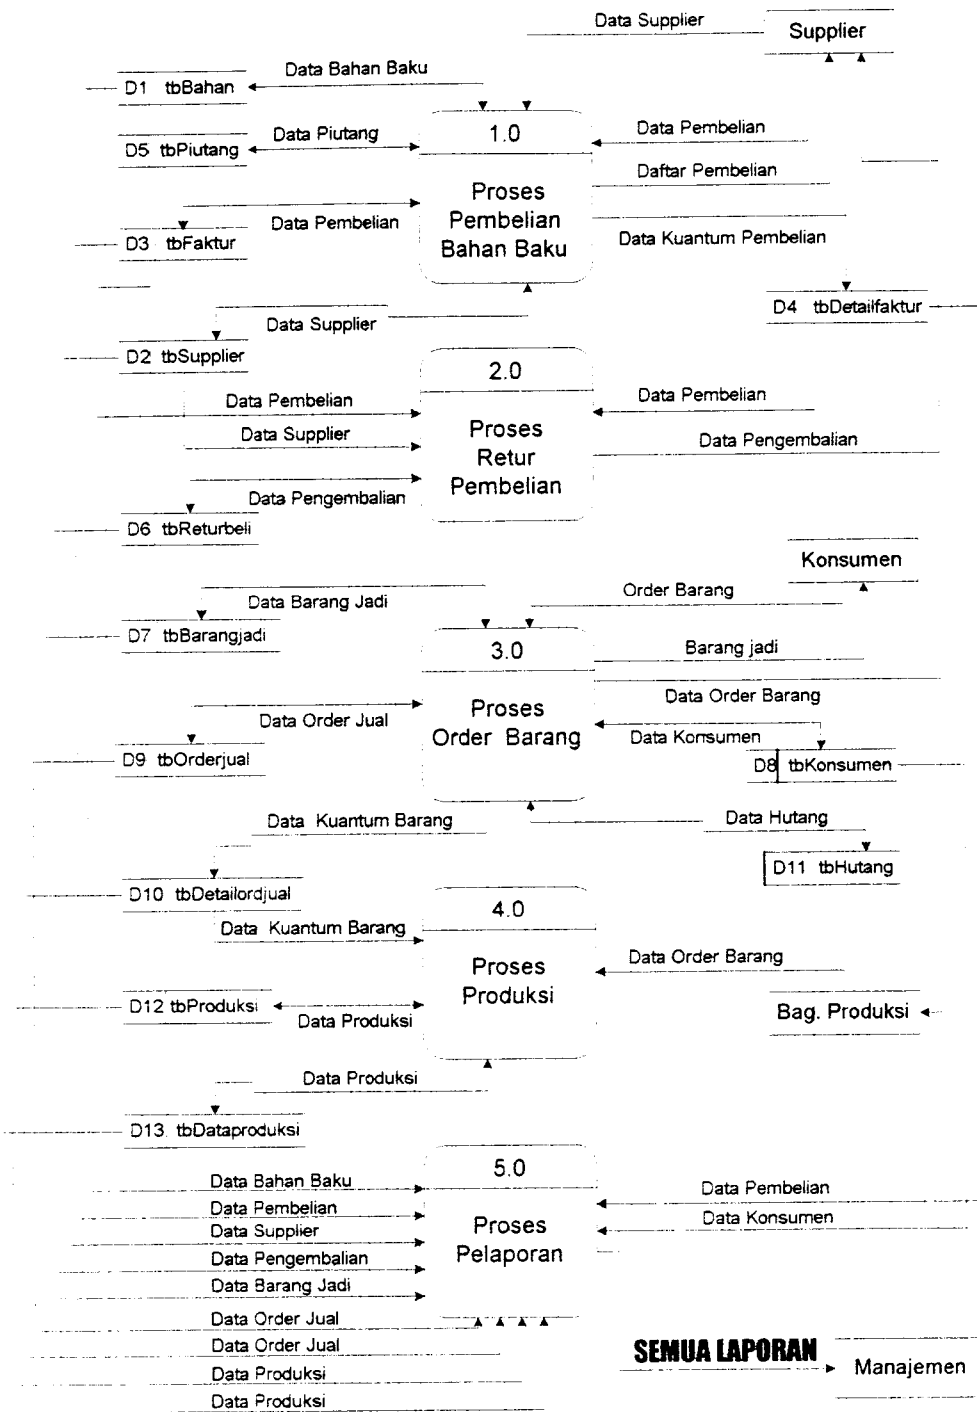 Data Supplier
Supplier
Data Bahan Baku
D1 tbBahan
1.0
Data Pembelian
Data Piutang
D5 tbPiutang
Daftar Pembelian
Proses
Pembelian
Bahan Baku
Data Pembelian
D3 tbFaktur
Data Kuantum Pembelian
D4 tbDetailfaktur
Data Supplier
D2 tbSupplier
2.0
Data Pembelian
Data Pembelian
Data Supplier
Proses
Retur
Pembelian
Data Pengembalian
Data Pengembalian
D6 tbReturbeli
Konsumen
Data Barang Jadi
Order Barang
D7 tbBarangjadi
3.0
Barang jadi
Data Order Barang
Proses
Order Barang
Data Order Jual
Data Konsumen
D9 tbOrderjual
D8 tbKonsumen
Data Kuantum Barang
Data Hutang
D11 tbHutang
D10 tbDetailordjual
4.0
Data Kuantum Barang
Data Order Barang
Proses
Produksi
D12 tbProduksi
Data Produksi
Bag. Produksi
Data Produksi
D13. tbDataproduksi
5.0
Data Bahan Baku
Data Pembelian
Data Supplier
Data Pengembalian
Data Barang Jadi
Proses
Pelaporan
Data Pembelian
Data Konsumen
Data Order Jual
Data Order Jual
Data Produksi
Data Produksi
SEMUA LAPORAN
Manajemen